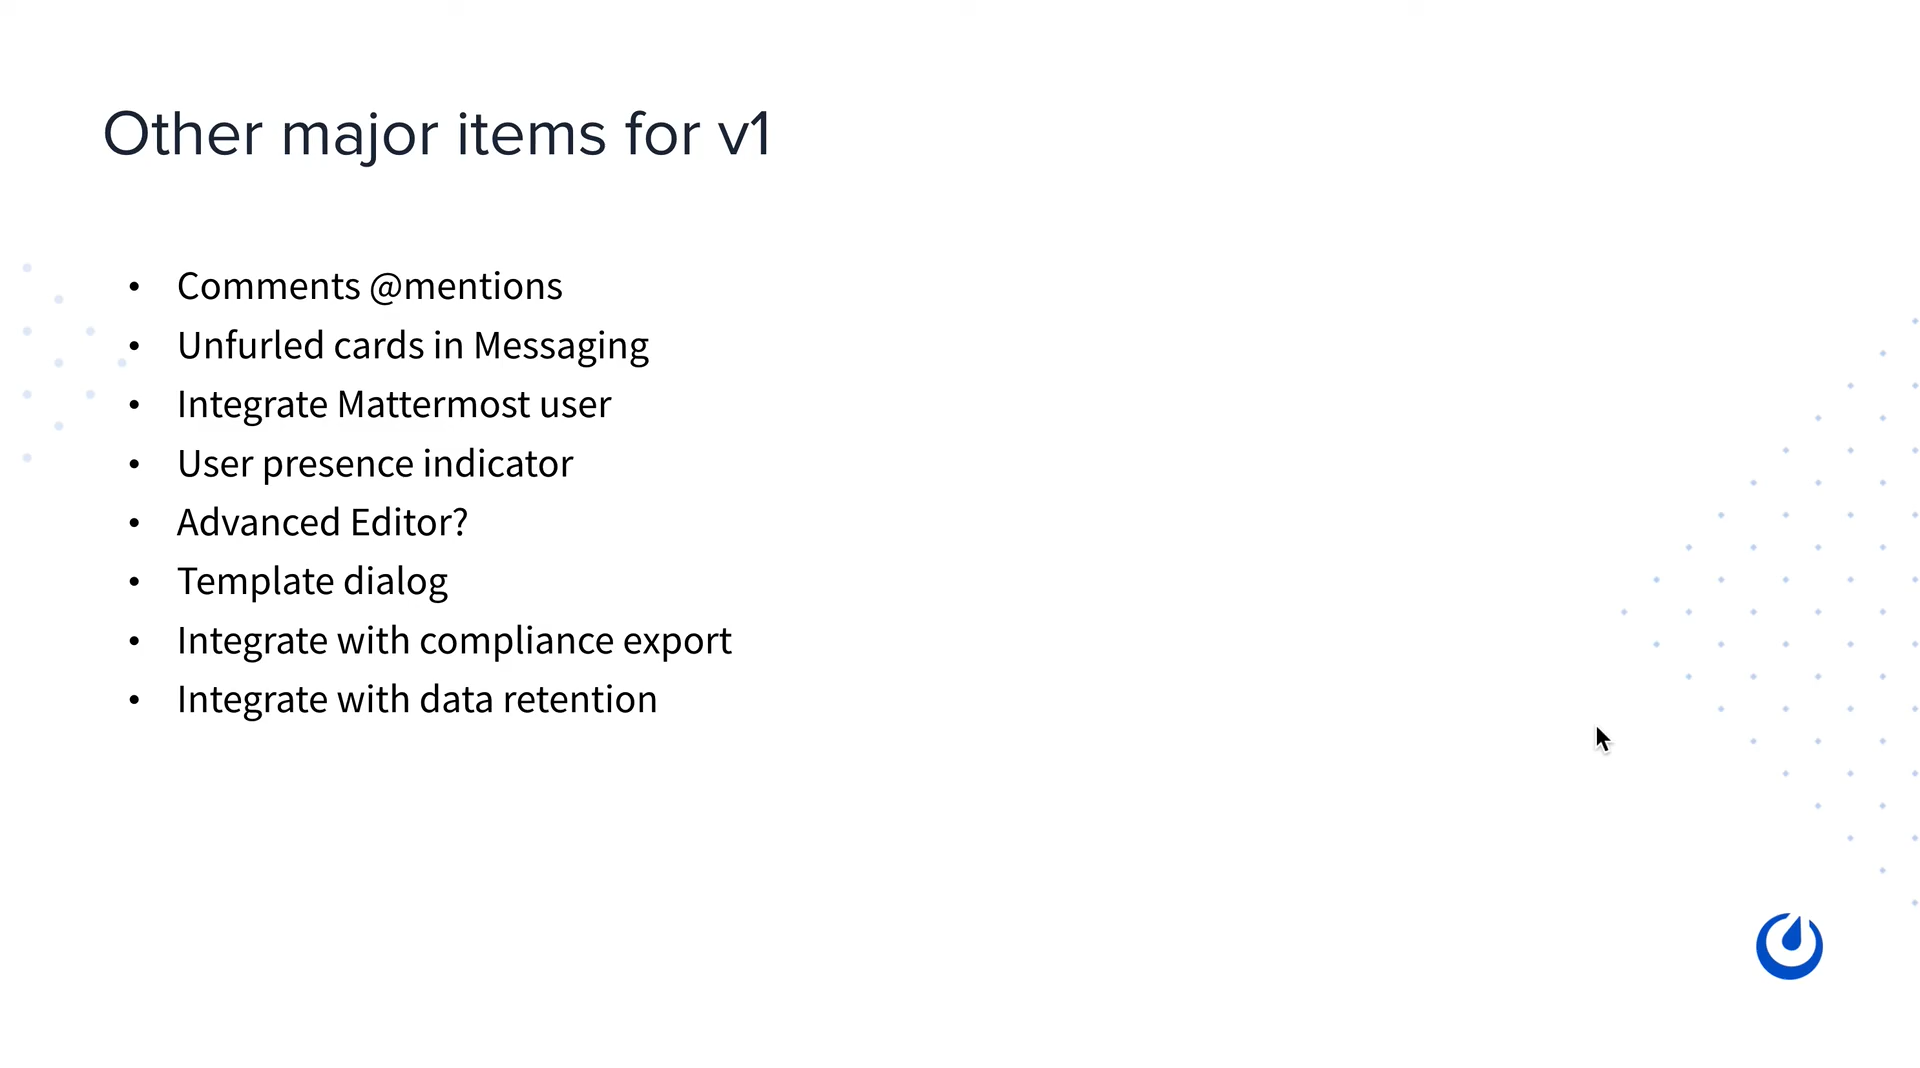 Other major items for v1
• Comments @mentions
• Unfurled cards in Messaging
• Integrate Mattermost user
• User presence indicator
• Advanced Editor?
• Template dialog
• Integrate with compliance export
• Integrate with data retention